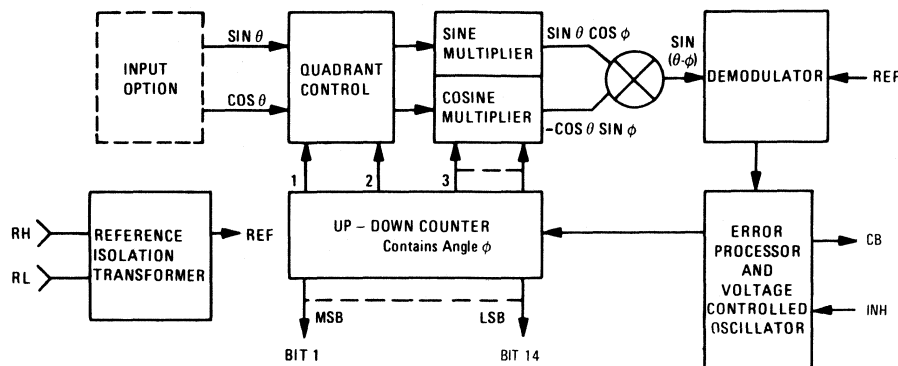 INPUT
OPTION
SIN θ
COS θ
QUADRANT
CONTROL
SINE
MULTIPLIER
COSINE
MULTIPLIER
SIN θ COS ϕ
-COS θ SIN ϕ
SIN
(θ-ϕ)
DEMODULATOR
REF
1
2
3
RH
RL
REFERENCE
ISOLATION
TRANSFORMER
REF
UP – DOWN COUNTER
Contains Angle ϕ
MSB
LSB
BIT 1
BIT 14
ERROR
PROCESSOR
AND
VOLTAGE
CONTROLLED
OSCILLATOR
CB
INH